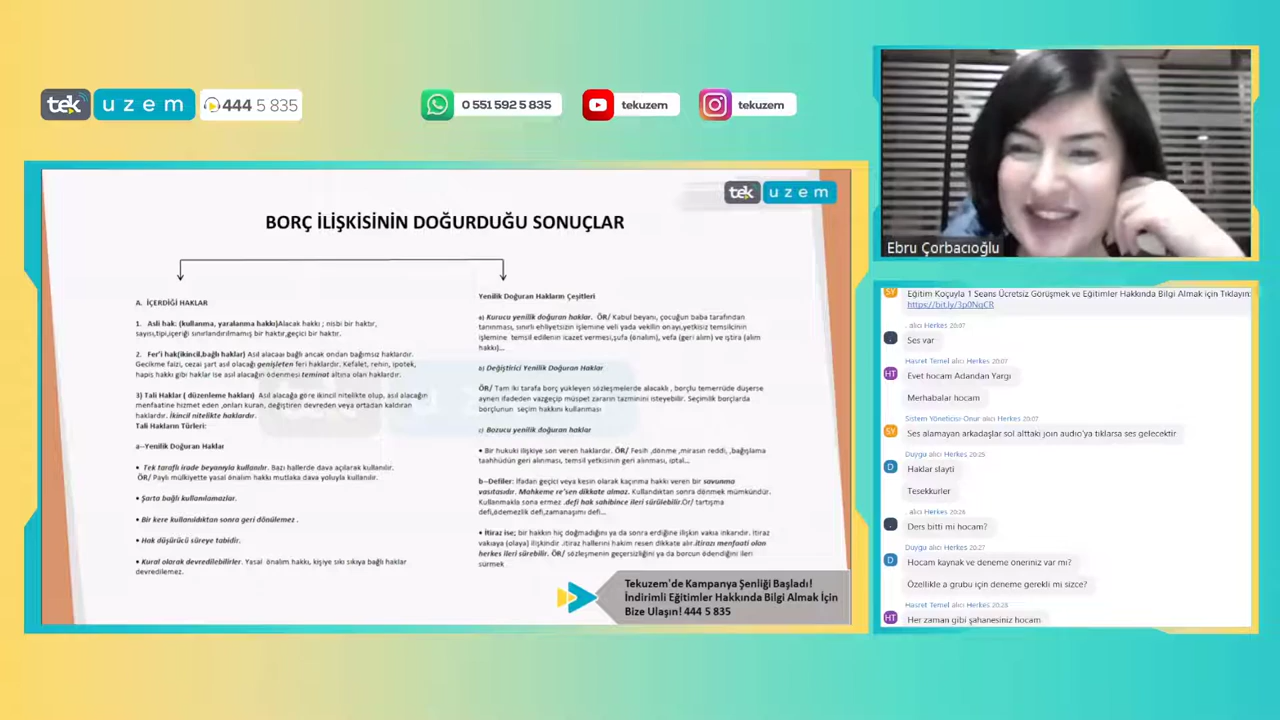 tek uzem 444 5 835
0 551 592 5 835
tekuzem
tekuzem
tek uzem
BORÇ İLİŞKİSİNİN DOĞURDUĞU SONUÇLAR
A. İÇERDİĞİ HAKLAR
1. Asli hak: (kullanma, yaralanma hakkı)Alacak hakkı ; nisbi bir haktır,
sayısı,tipi,içeriği sınırlandırılmamış bir haktır,geçici bir haktır.
2. Fer'i hak(ikincil,bağlı haklar) Asıl alacağa bağlı ancak ondan bağımsız haklardır.
Gecikme faizi, cezai şart asıl olacağı genişleten feri haklardır. Kefalet, rehin, ipotek,
hapis hakkı gibi haklar ise asıl alacağın ödenmesi teminat altına olan haklardır.
3) Tali Haklar ( düzenleme hakları) Asıl alacağa göre ikincil nitelikte olup, asıl alacağın
menfaatine hizmet eden ,onları kuran, değiştiren devreden veya ortadan kaldıran
haklardır. İkincil nitelikte haklardır.
Tali Hakların Türleri:
a--Yenilik Doğuran Haklar
• Tek taraflı irade beyanıyla kullanılır. Bazı hallerde dava açılarak kullanılır.
ÖR/ Paylı mülkiyette yasal önalım hakkı mutlaka dava yoluyla kullanılır.
• Şarta bağlı kullanılamazlar.
• Bir kere kullanıldıktan sonra geri dönülemez .
• Hak düşürücü süreye tabidir.
• Kural olarak devredilebilirler. Yasal önalım hakkı, kişiye sıkı sıkıya bağlı haklar
devredilemez.
Yenilik Doğuran Hakların Çeşitleri
a) Kurucu yenilik doğuran haklar. ÖR/ Kabul beyanı, çocuğun baba tarafından
tanınması, sınırlı ehliyetsizin işlemine veli yada vekilin onayı,yetkisiz temsilcinin
işlemine temsil edilenin icazet vermesi,şufa (önalım), vefa (geri alım) ve iştira (alım
hakkı)...
b) Değiştirici Yenilik Doğuran Haklar
ÖR/ Tam iki tarafa borç yükleyen sözleşmelerde alacaklı , borçlu temerrüde düşerse
aynen ifadeden vazgeçip müspet zararın tazminini isteyebilir. Seçimlik borçlarda
borçlunun seçim hakkını kullanması
c) Bozucu yenilik doğuran haklar
• Bir hukuki ilişkiye son veren haklardır. ÖR/ Fesih ,dönme ,mirasın reddi, ,bağışlama
taahhüdün geri alınması, temsil yetkisinin geri alınması, iptal...
b--Defiler: İfadan geçici veya kesin olarak kaçınma hakkı veren bir savunma
vasıtasıdır. Mahkeme re'sen dikkate almaz. Kullandıktan sonra dönmek mümkündür.
Kullanmakla sona ermez .defi hak sahibince ileri sürülebilir.Ör/ tartışma
defi,ödemezlik defi,zamanaşımı defi...
• İtiraz ise; bir hakkın hiç doğmadığını ya da sonra erdiğine ilişkin vakıa inkarıdır. İtiraz
vakıaya (olaya) ilişkindir .itiraz hallerini hakim resen dikkate alır.itirazı menfaati olan
herkes ileri sürebilir. ÖR/ sözleşmenin geçersizliğini ya da borcun ödendiğini ileri
sürmek
Tekuzem'de Kampanya Şenliği Başladı!
İndirimli Eğitimler Hakkında Bilgi Almak İçin
Bize Ulaşın! 444 5 835
Ebru Çorbacıoğlu
SY
Eğitim Koçuyla 1 Seans Ücretsiz Görüşmek ve Eğitimler Hakkında Bilgi Almak için Tıklayın:
https://bit.ly/3p0NqCR
. alıcı Herkes 20:07
Ses var
Hasret Temel alıcı Herkes 20:07
HT Evet hocam Adandan Yargı
Merhabalar hocam
Sistem Yöneticisi- Onur alıcı Herkes 20:07
SY Ses alamayan arkadaşlar sol alttaki join audio'ya tıklarsa ses gelecektir
Duygu alıcı Herkes 20:25
D Haklar slayti
Tesekkurler
. alıcı Herkes 20:26
Ders bitti mi hocam?
Duygu alıcı Herkes 20:27
D Hocam kaynak ve deneme öneriniz var mi?
Özellikle a grubu için deneme gerekli mi sizce?
Hasret Temel alıcı Herkes 20:28
HT Her zaman gibi şahanesiniz hocam